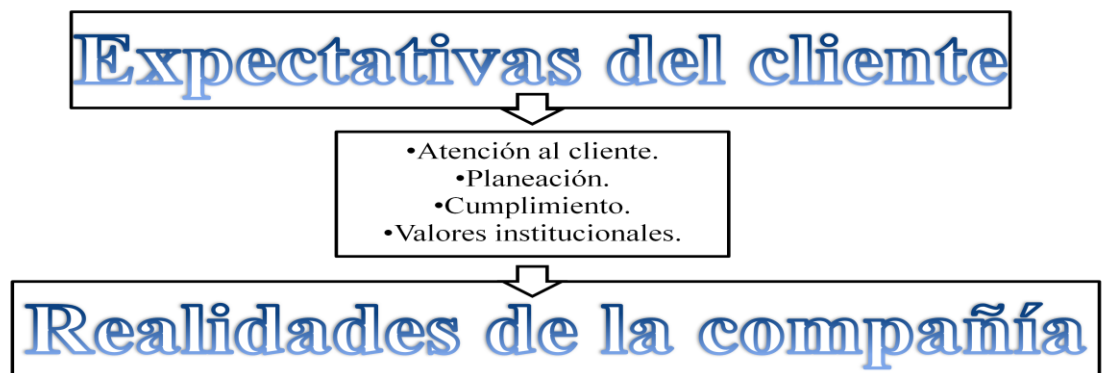 Expectativas del cliente
•Atención al cliente.
•Planeación.
•Cumplimiento.
•Valores institucionales.
Realidades de la compañía